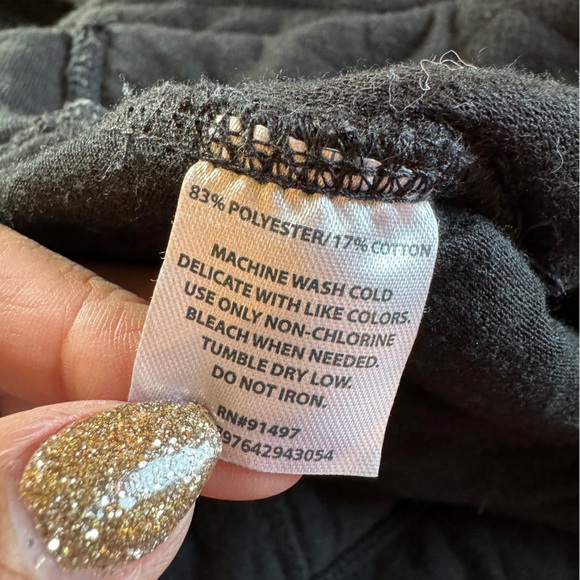 83% POLYESTER/17% COTTON
MACHINE WASH COLD
DELICATE WITH LIKE COLORS.
USE ONLY NON-CHLORINE
BLEACH WHEN NEEDED.
TUMBLE DRY LOW.
DO NOT IRON.
RN#91497
97642943054